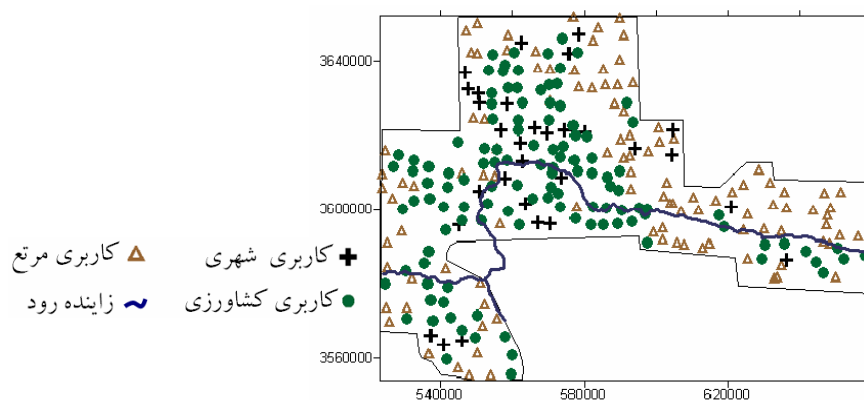 3640000
3600000
3560000
540000 580000 620000
کاربری شهری
کاربری مرتع
کاربری کشاورزی
زاینده رود